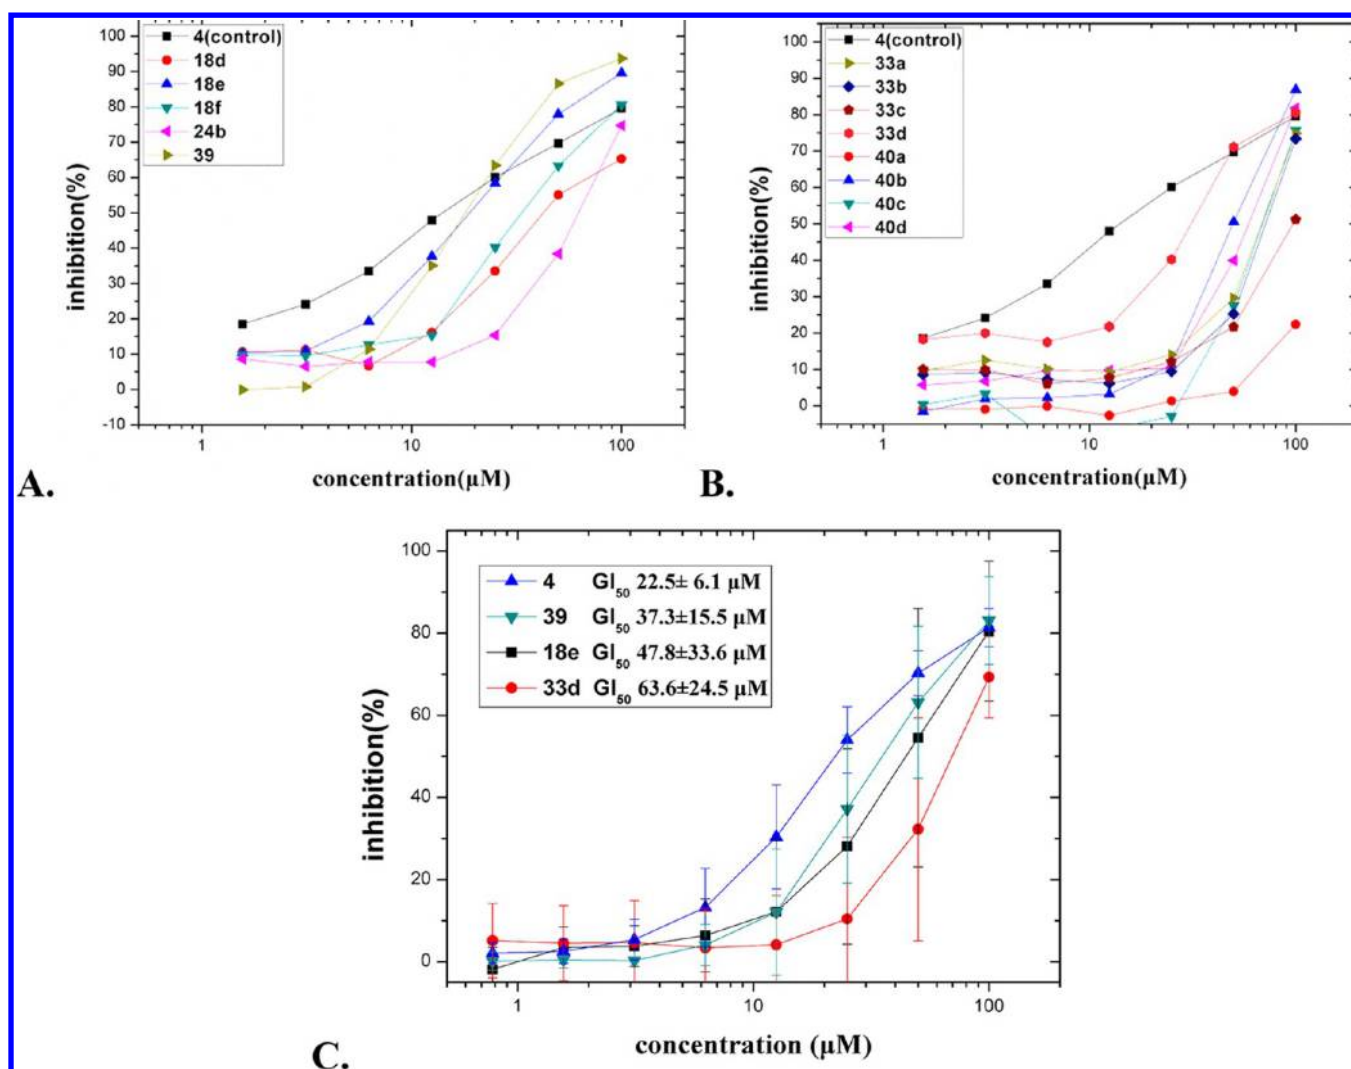 100
90
80
70
60
50
40
30
20
10
0
-10
inhibition(%)
4(control)
18d
18e
18f
24b
39
1
10
100
concentration(μM)
A.
100
90
80
70
60
50
40
30
20
10
0
inhibition(%)
4(control)
33a
33b
33c
33d
40a
40b
40c
40d
1
10
100
concentration(μM)
B.
100
80
60
40
20
0
inhibition(%)
4 GI50 22.5± 6.1 μM
39 GI50 37.3±15.5 μM
18e GI50 47.8±33.6 μM
33d GI50 63.6±24.5 μM
1
10
100
concentration (μM)
C.